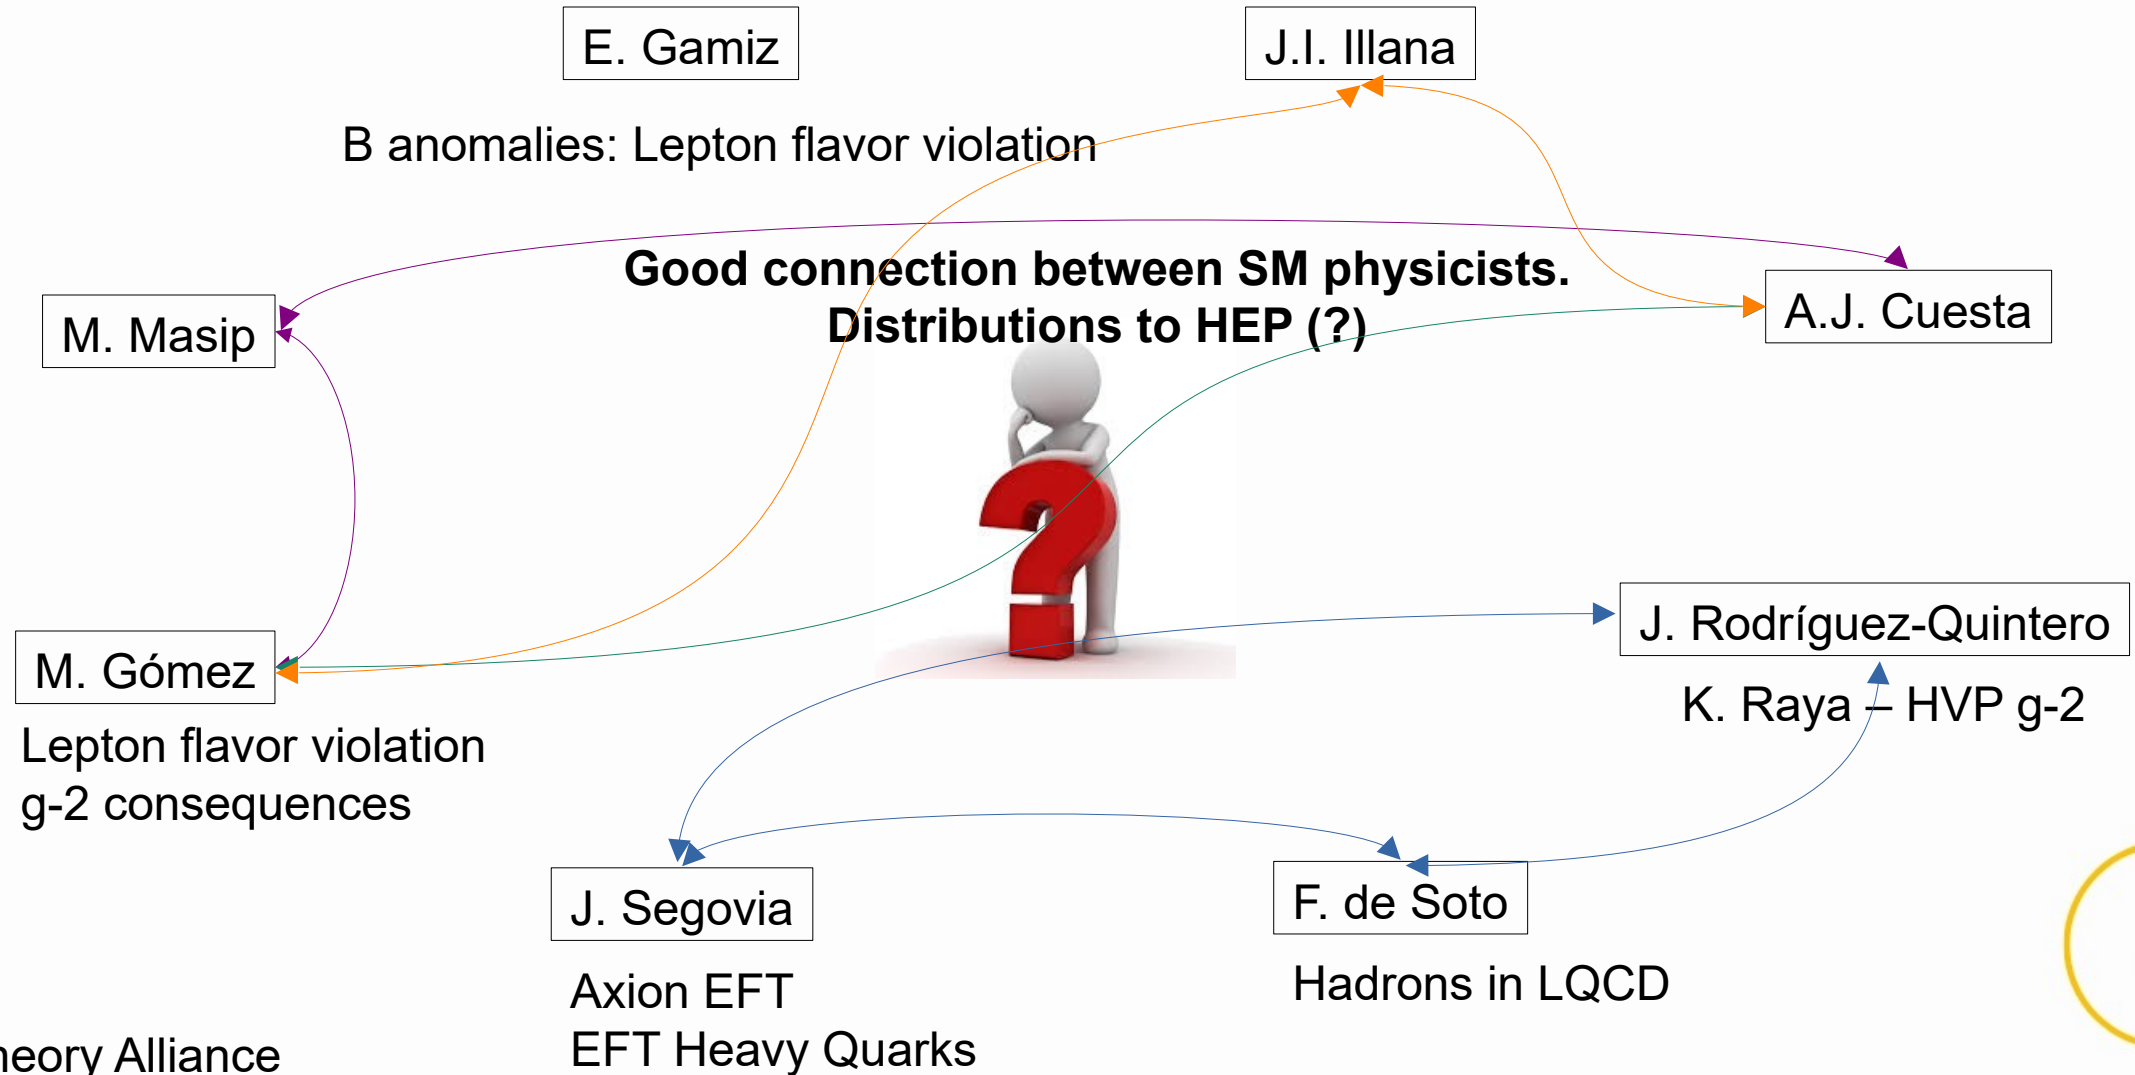 E. Gamiz
J.I. Illana
B anomalies: Lepton flavor violation
Good connection between SM physicists.
Distributions to HEP (?)
M. Masip
A.J. Cuesta
M. Gómez
Lepton flavor violation
g-2 consequences
J. Rodríguez-Quintero
K. Raya – HVP g-2
J. Segovia
Axion EFT
EFT Heavy Quarks
F. de Soto
Hadrons in LQCD
heory Alliance